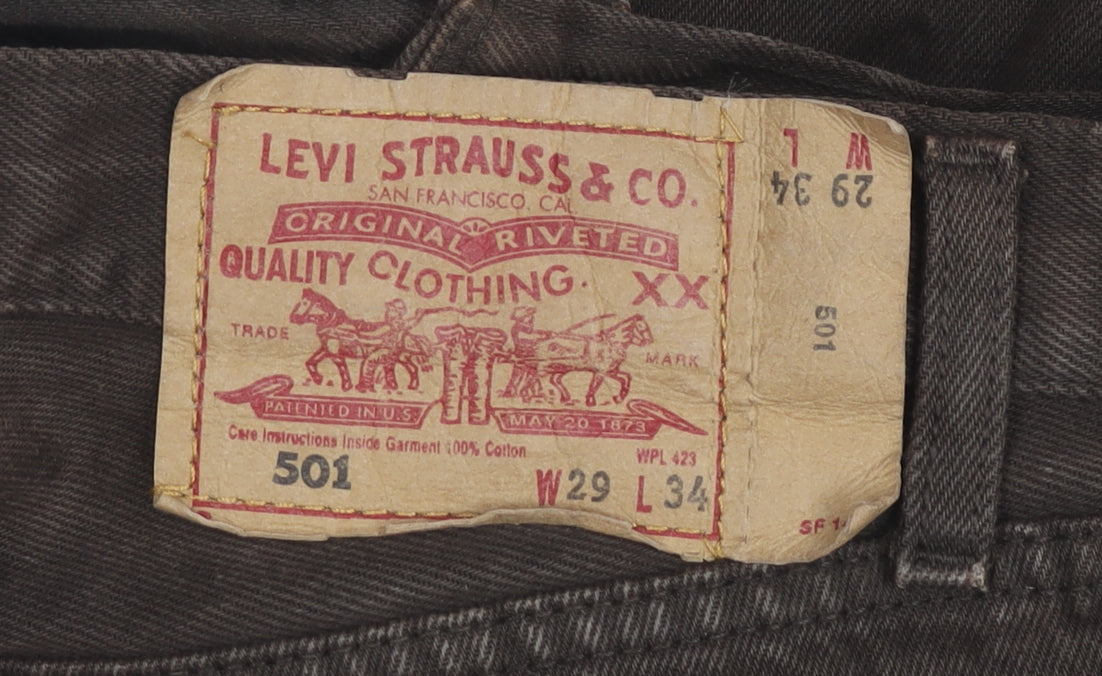 LEVI STRAUSS & CO.
SAN FRANCISCO. CAL
ORIGINAL RIVETED
QUALITY CLOTHING. XX
TRADE MARK
PATENTED IN U.S. MAY 20 1873
Care Instructions Inside Garment 100% Cotton
WPL 423
501 W29 L34
W L
29 34
501
SF